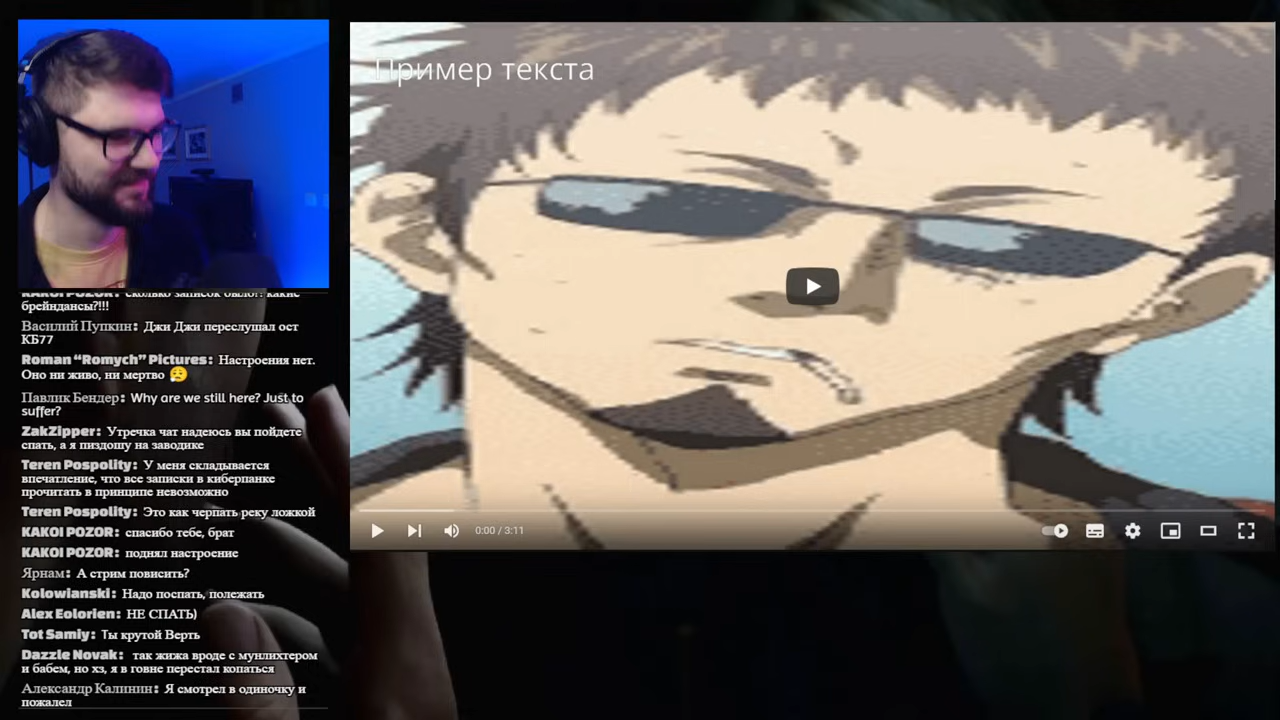 Пример текста
0:00 / 3:11
KAKOI POZOR: сколько записок было?! какие
брейндансы?!!!
Василий Пупкин: Джи Джи переслушал ост
КБ77
Roman “Romych” Pictures: Настроения нет.
Оно ни живо, ни мертво 😮‍💨
Павлик Бендер: Why are we still here? Just to
suffer?
ZakZipper: Утречка чат надеюсь вы пойдете
спать, а я пиздошу на заводике
Teren Pospolity: У меня складывается
впечатление, что все записки в киберпанке
прочитать в принципе невозможно
Teren Pospolity: Это как черпать реку ложкой
KAKOI POZOR: спасибо тебе, брат
KAKOI POZOR: поднял настроение
Ярнам: А стрим повисить?
Kolowianski: Надо поспать, полежать
Alex Eolorien: НЕ СПАТЬ)
Tot Samiy: Ты крутой Верть
Dazzle Novak: так жижа вроде с мунлихтером
и бабем, но хз, я в говне перестал копаться
Александр Калинин: Я смотрел в одиночку и
пожалел